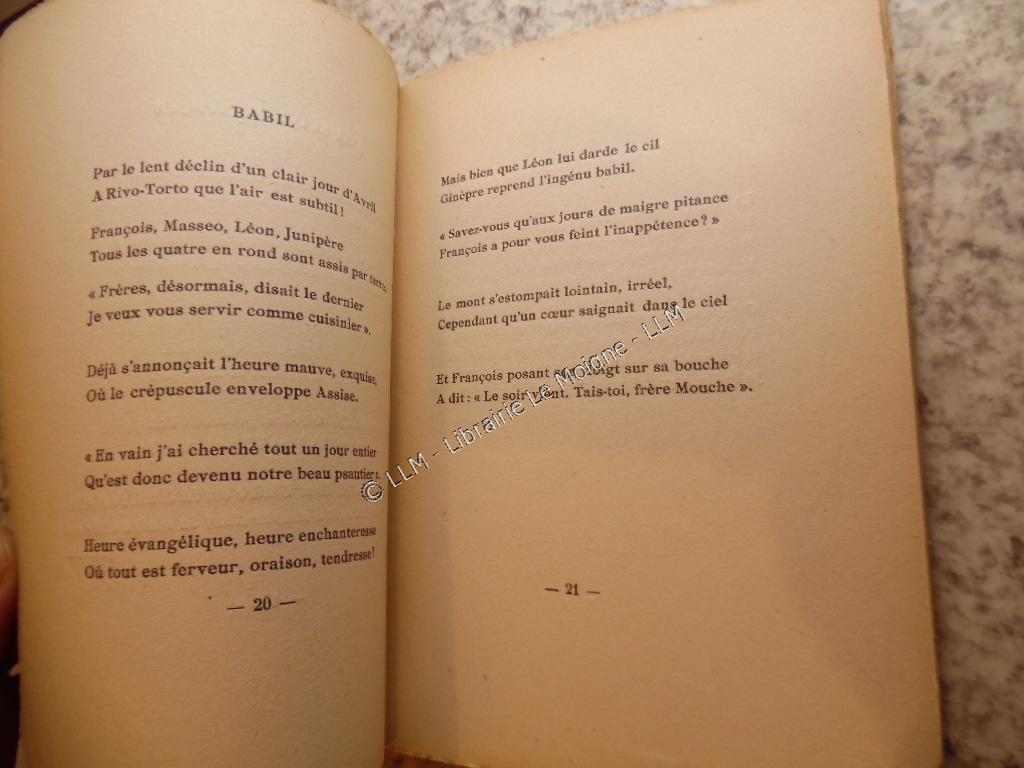 BABIL
Par le lent déclin d'un clair jour d'Avril
A Rivo-Torto que l'air est subtil !
François, Masseo, Léon, Junipère
Tous les quatre en rond sont assis par terre.
« Frères, désormais, disait le dernier
Je veux vous servir comme cuisinier ».
Déjà s'annonçait l'heure mauve, exquise,
Où le crépuscule enveloppe Assise.
« En vain j'ai cherché tout un jour entier
Qu'est donc devenu notre beau psautier ».
Heure évangélique, heure enchanteresse
Où tout est ferveur, oraison, tendresse !
— 20 —
Mais bien que Léon lui darde le cil
Ginèpre reprend l'ingénu babil.
« Savez-vous qu'aux jours de maigre pitance
François a pour vous feint l'inappétence ? »
Le mont s'estompait lointain, irréel,
Cependant qu'un cœur saignait dans le ciel
Et François posant son doigt sur sa bouche
A dit : « Le soir vient. Tais-toi, frère Mouche ».
— 21 —
© LLM - Librairie Le Moigne - LLM